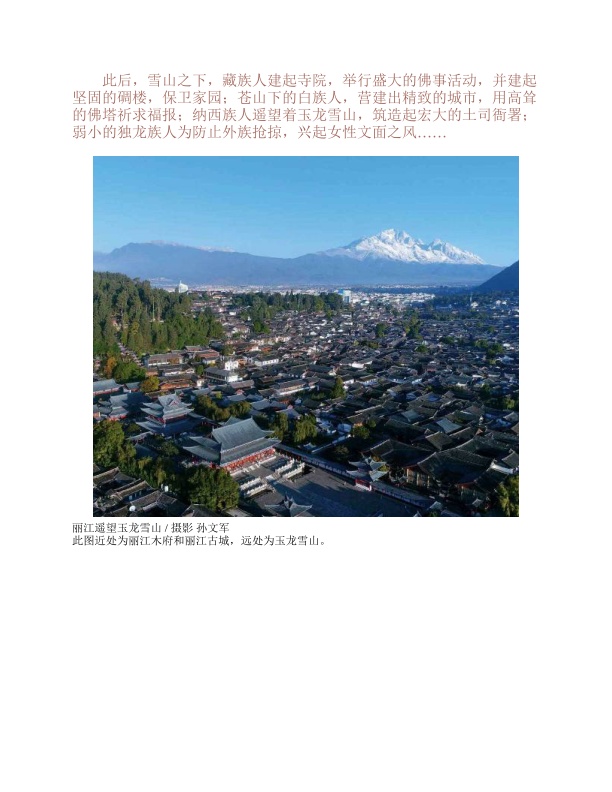 此后，雪山之下，藏族人建起寺院，举行盛大的佛事活动，并建起
坚固的碉楼，保卫家园；苍山下的白族人，营建出精致的城市，用高耸
的佛塔祈求福报；纳西族人遥望着玉龙雪山，筑造起宏大的土司衙署；
弱小的独龙族人为防止外族抢掠，兴起女性文面之风……
丽江遥望玉龙雪山 / 摄影 孙文军
此图近处为丽江木府和丽江古城，远处为玉龙雪山。